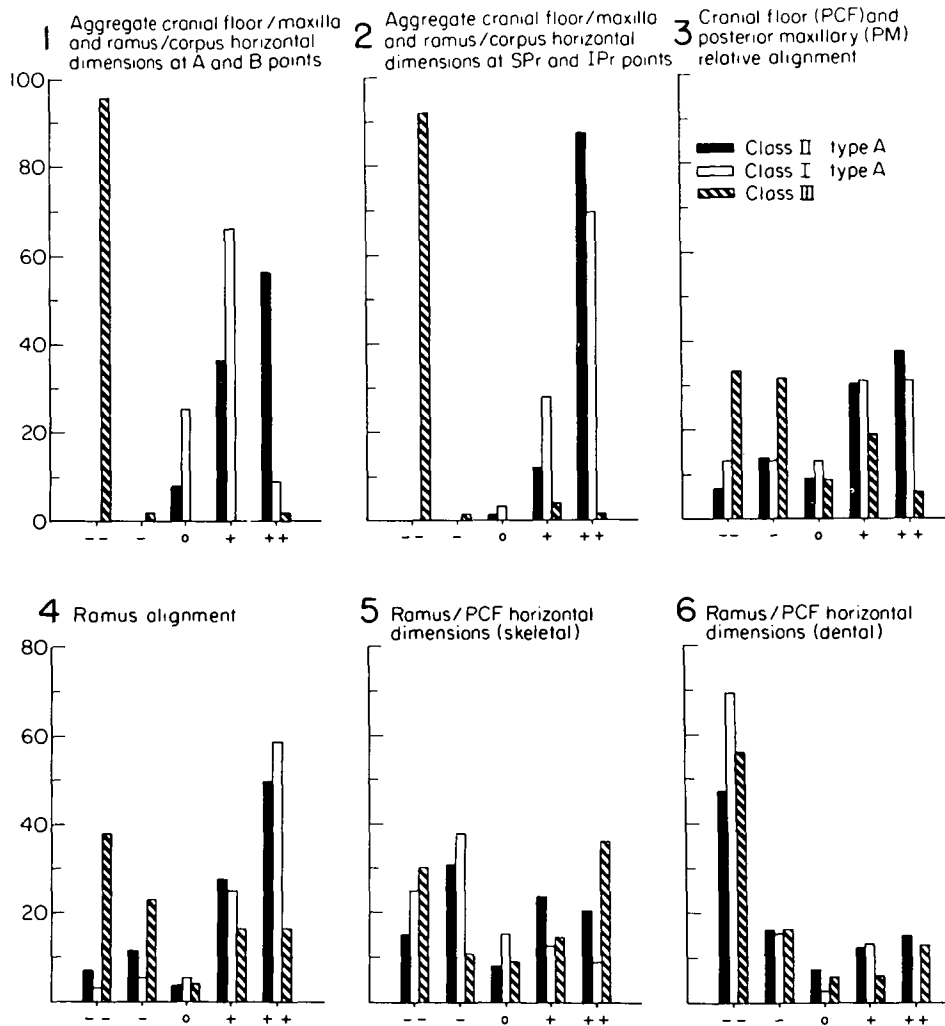 1 Aggregate cranial floor/maxilla
and ramus/corpus horizontal
dimensions at A and B points
2 Aggregate cranial floor/maxilla
and ramus/corpus horizontal
dimensions at SPr and IPr points
3 Cranial floor (PCF) and
posterior maxillary (PM)
relative alignment
100
80
60
40
20
0
Class II type A
Class I type A
Class III
-- - o + ++
-- - o + ++
-- - o + ++
4 Ramus alignment
5 Ramus/PCF horizontal
dimensions (skeletal)
6 Ramus/PCF horizontal
dimensions (dental)
80
60
40
20
-- - o + ++
-- - o + ++
-- - o + ++